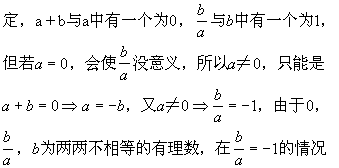 定，a+b与a中有一个为0，b/a与b中有一个为1，
但若a=0，会使b/a没意义，所以a≠0，只能是
a+b=0⇒a=-b，又a≠0⇒b/a=-1，由于0，
b/a，b为两两不相等的有理数，在b/a=-1的情况